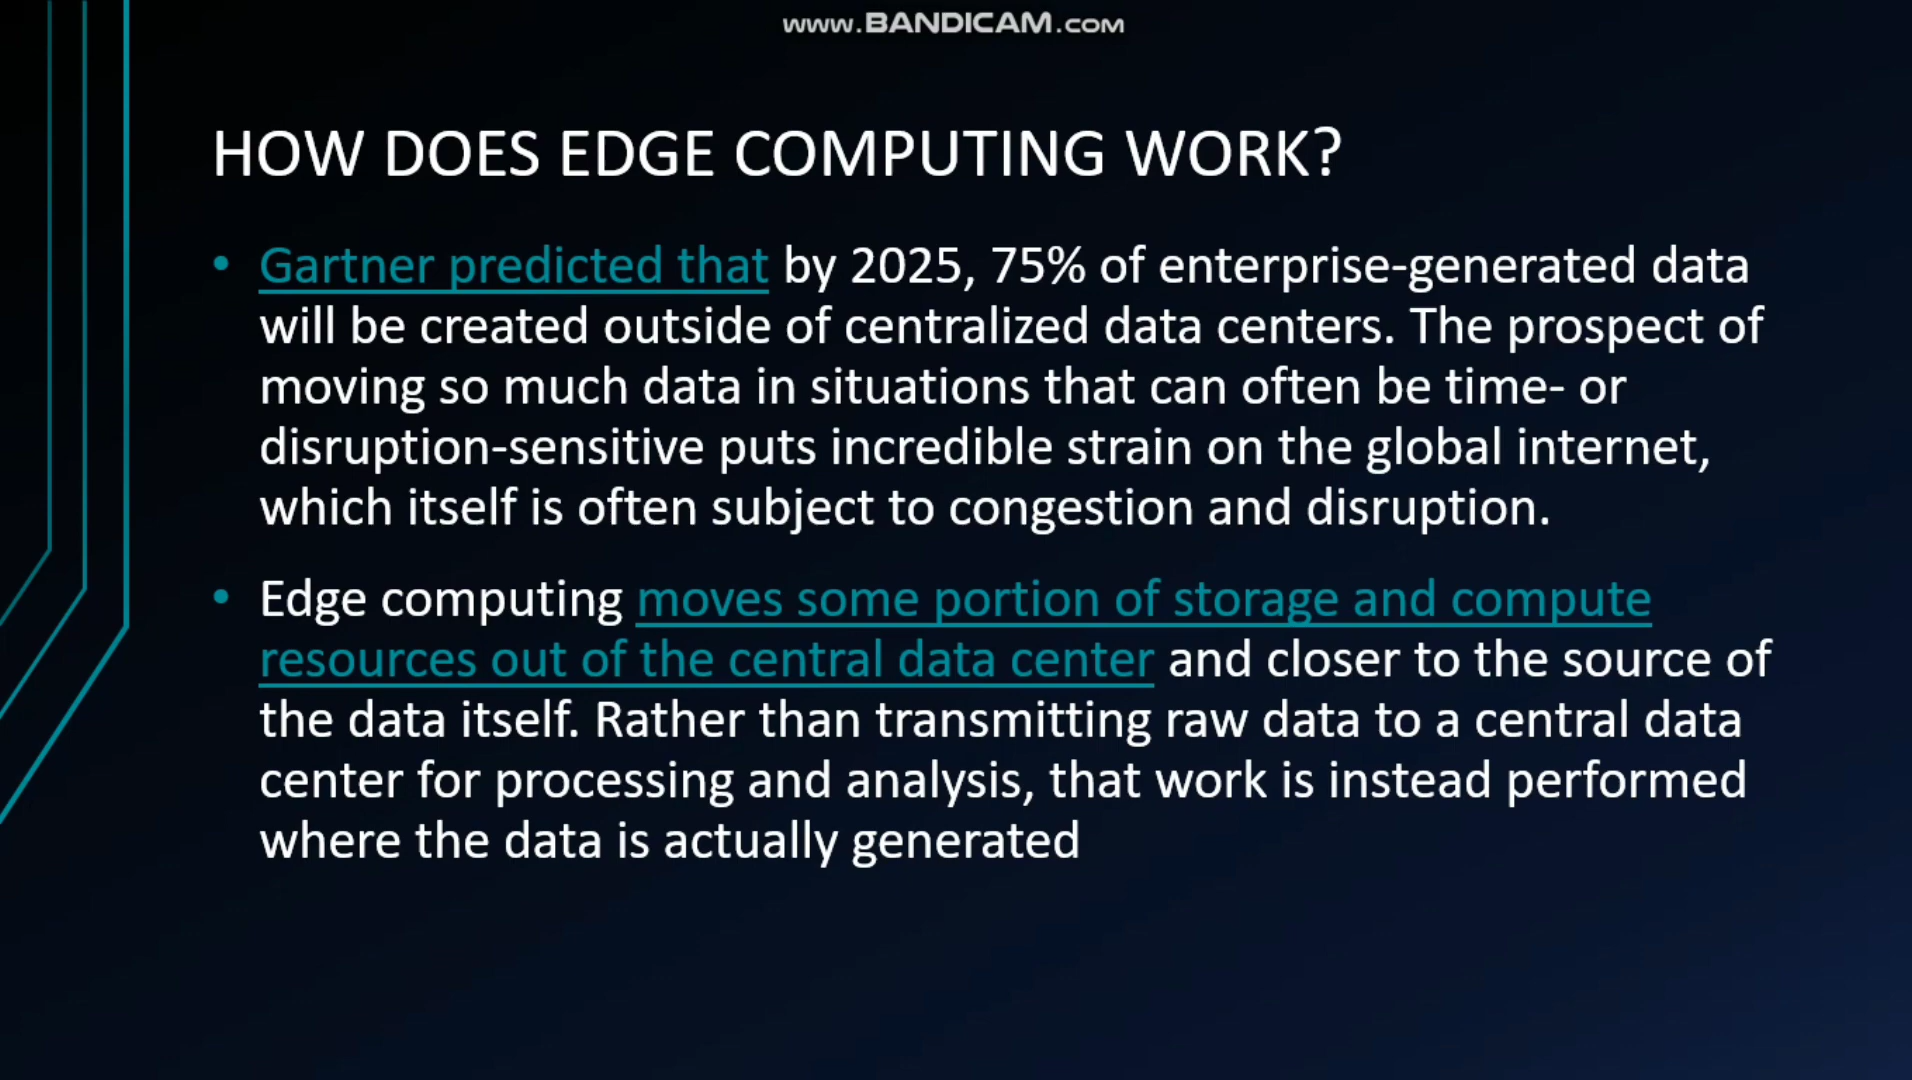 www.BANDICAM.com
HOW DOES EDGE COMPUTING WORK?
• Gartner predicted that by 2025, 75% of enterprise-generated data
will be created outside of centralized data centers. The prospect of
moving so much data in situations that can often be time- or
disruption-sensitive puts incredible strain on the global internet,
which itself is often subject to congestion and disruption.
• Edge computing moves some portion of storage and compute
resources out of the central data center and closer to the source of
the data itself. Rather than transmitting raw data to a central data
center for processing and analysis, that work is instead performed
where the data is actually generated